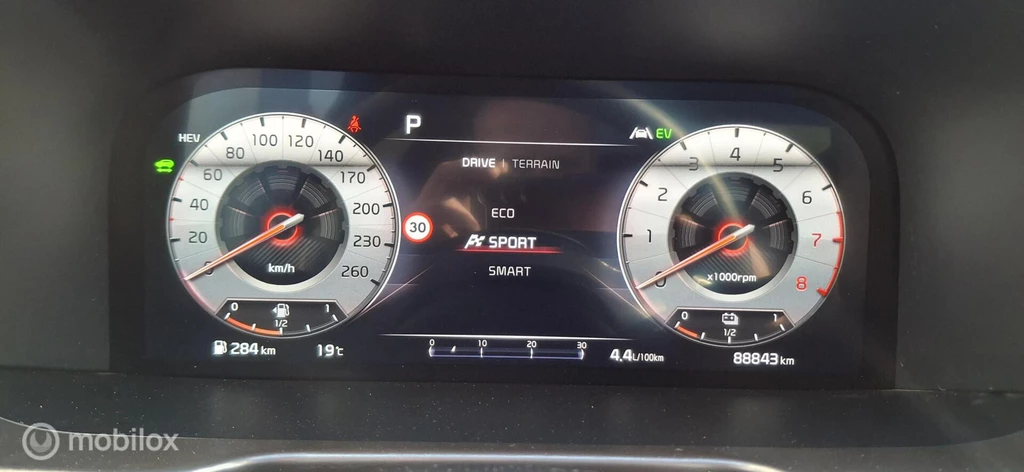 HEV
0
20
40
60
80
100
120
140
170
200
230
260
km/h
0 1/2 1
284 km
19°C
P
30
DRIVE | TERRAIN
ECO
SPORT
SMART
0 10 20 30
4.4 L/100km
EV
0
1
2
3
4
5
6
7
8
x1000rpm
0 1/2 1
88843 km
mobilox